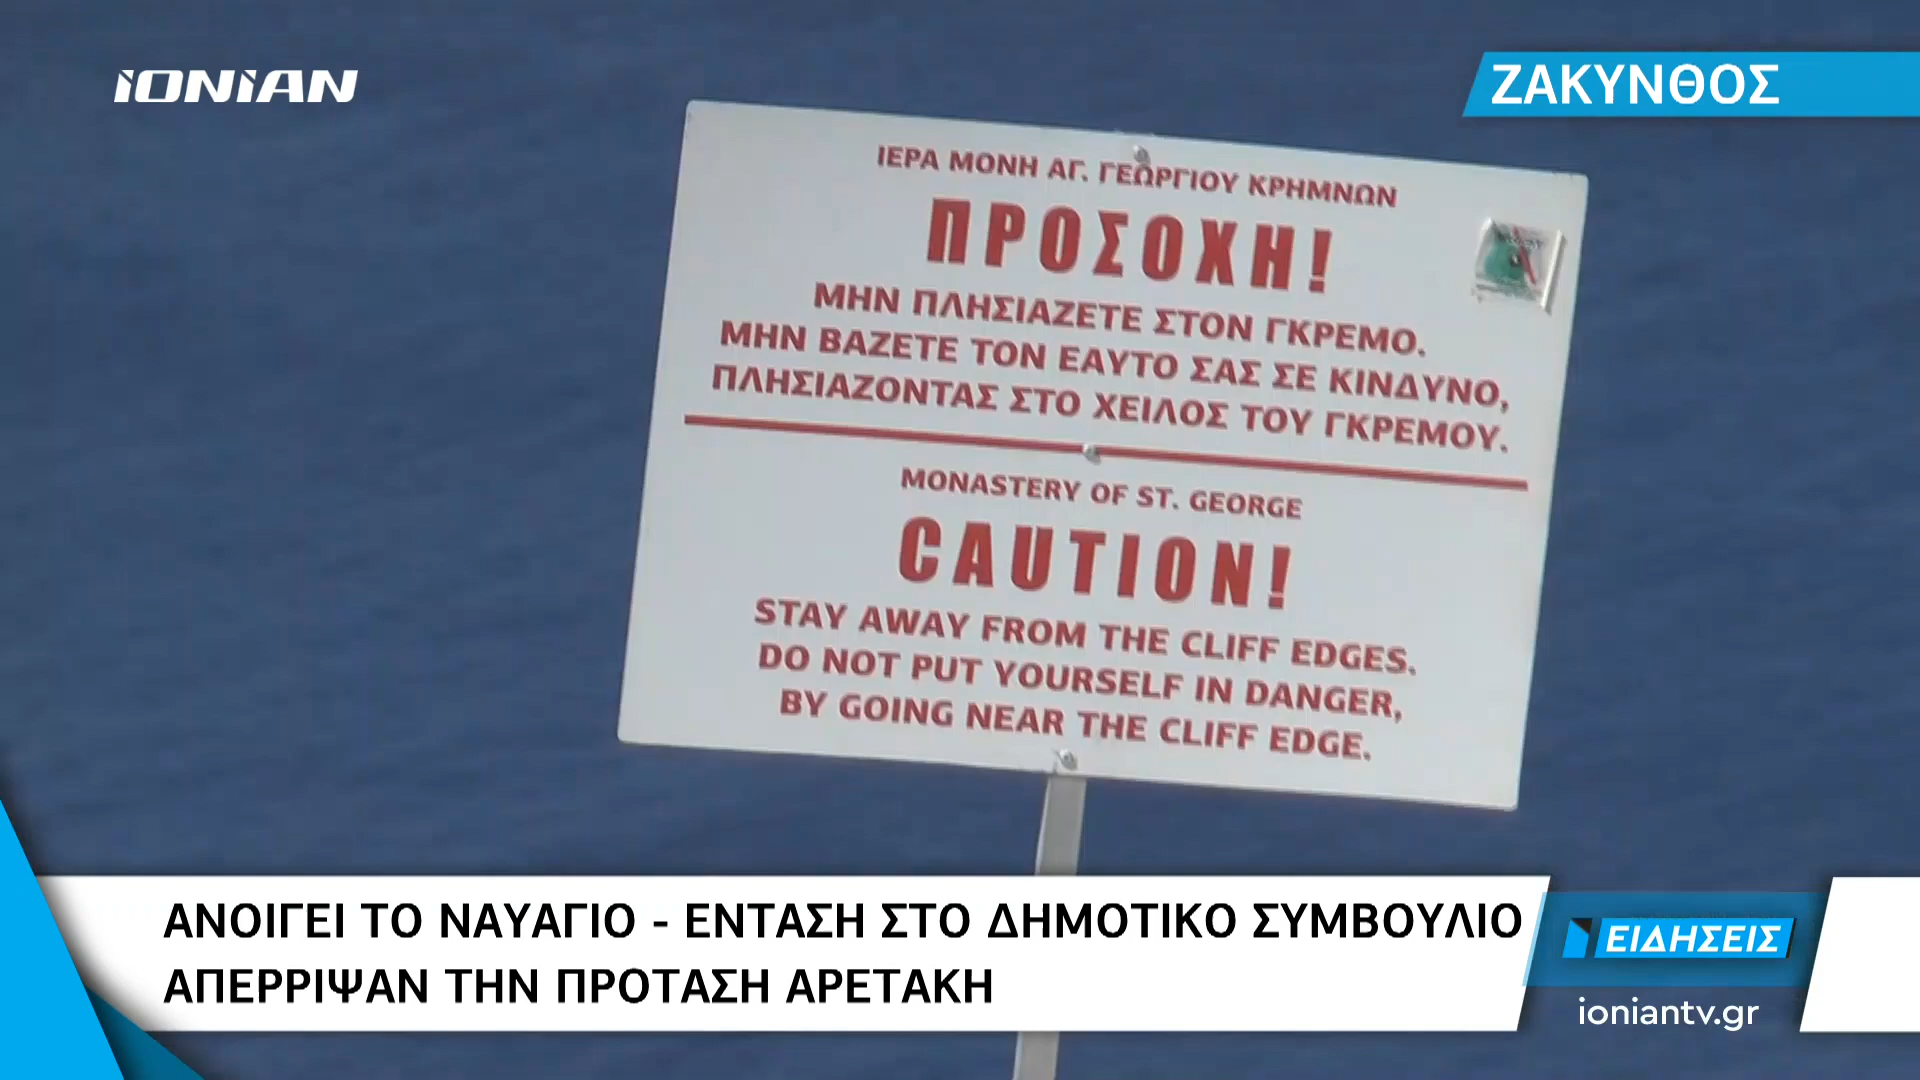 IONIAN
ΖΑΚΥΝΘΟΣ
ΙΕΡΑ ΜΟΝΗ ΑΓ. ΓΕΩΡΓΙΟΥ ΚΡΗΜΝΩΝ
ΠΡΟΣΟΧΗ!
ΜΗΝ ΠΛΗΣΙΑΖΕΤΕ ΣΤΟΝ ΓΚΡΕΜΟ.
ΜΗΝ ΒΑΖΕΤΕ ΤΟΝ ΕΑΥΤΟ ΣΑΣ ΣΕ ΚΙΝΔΥΝΟ,
ΠΛΗΣΙΑΖΟΝΤΑΣ ΣΤΟ ΧΕΙΛΟΣ ΤΟΥ ΓΚΡΕΜΟΥ.
MONASTERY OF ST. GEORGE
CAUTION!
STAY AWAY FROM THE CLIFF EDGES.
DO NOT PUT YOURSELF IN DANGER,
BY GOING NEAR THE CLIFF EDGE.
ΑΝΟΙΓΕΙ ΤΟ ΝΑΥΑΓΙΟ - ΕΝΤΑΣΗ ΣΤΟ ΔΗΜΟΤΙΚΟ ΣΥΜΒΟΥΛΙΟ
ΑΠΕΡΡΙΨΑΝ ΤΗΝ ΠΡΟΤΑΣΗ ΑΡΕΤΑΚΗ
ΕΙΔΗΣΕΙΣ
ioniantv.gr